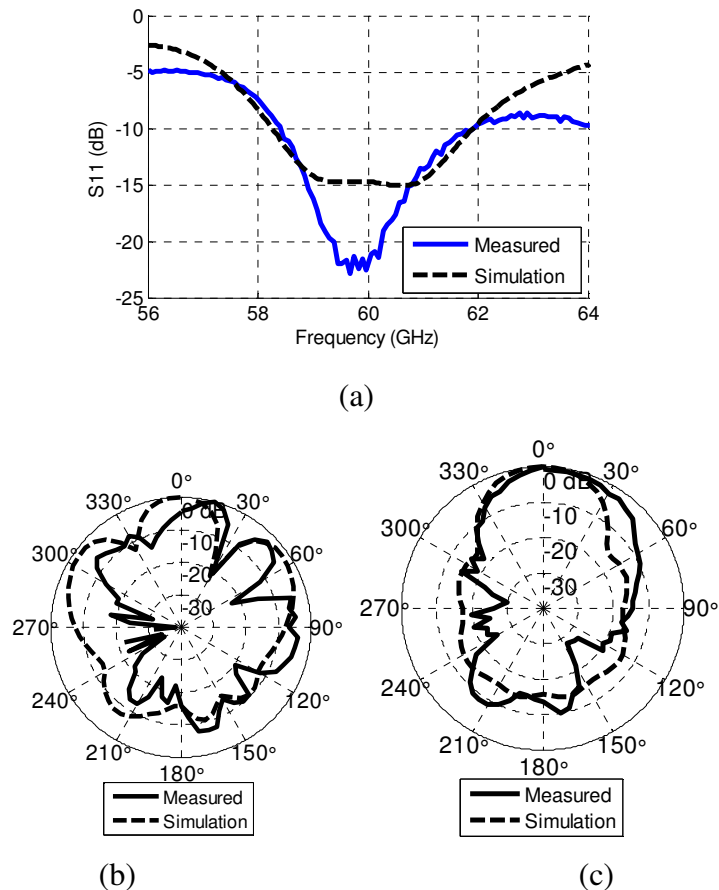 0
-5
-10
-15
-20
-25
S11 (dB)
56 58 60 62 64
Frequency (GHz)
Measured
Simulation
(a)
0°
30°
60°
90°
120°
150°
180°
210°
240°
270°
300°
330°
0 dB
-10
-20
-30
Measured
Simulation
(b)
0°
30°
60°
90°
120°
150°
180°
210°
240°
270°
300°
330°
0 dB
-10
-20
-30
Measured
Simulation
(c)